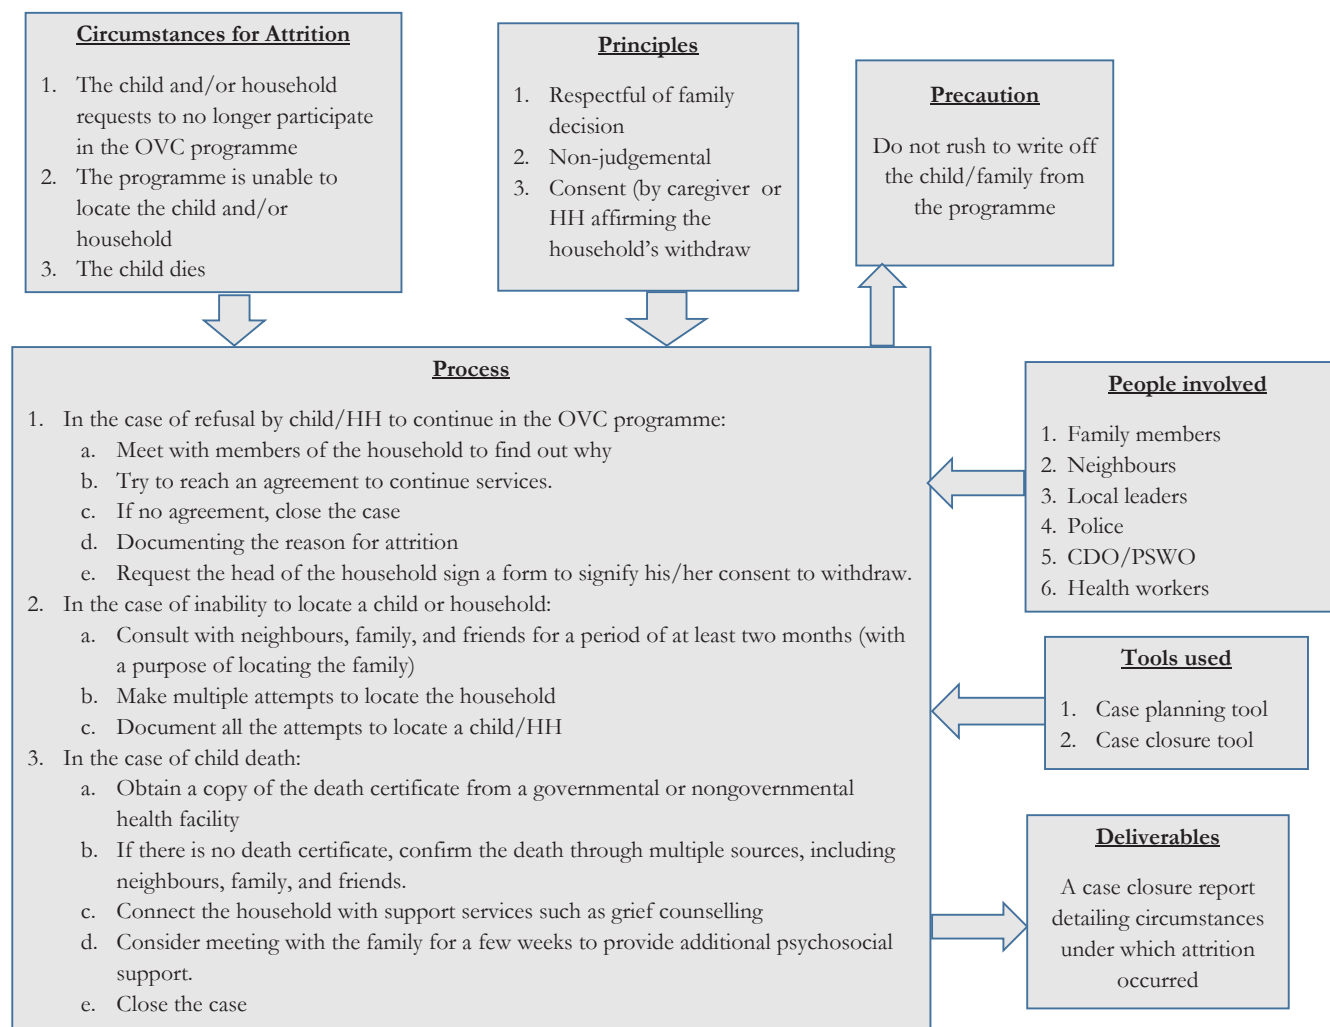 Circumstances for Attrition
1. The child and/or household
requests to no longer participate
in the OVC programme
2. The programme is unable to
locate the child and/or
household
3. The child dies
Principles
1. Respectful of family
decision
2. Non-judgemental
3. Consent (by caregiver or
HH affirming the
household's withdraw
Precaution
Do not rush to write off
the child/family from
the programme
Process
1. In the case of refusal by child/HH to continue in the OVC programme:
a. Meet with members of the household to find out why
b. Try to reach an agreement to continue services.
c. If no agreement, close the case
d. Documenting the reason for attrition
e. Request the head of the household sign a form to signify his/her consent to withdraw.
2. In the case of inability to locate a child or household:
a. Consult with neighbours, family, and friends for a period of at least two months (with
a purpose of locating the family)
b. Make multiple attempts to locate the household
c. Document all the attempts to locate a child/HH
3. In the case of child death:
a. Obtain a copy of the death certificate from a governmental or nongovernmental
health facility
b. If there is no death certificate, confirm the death through multiple sources, including
neighbours, family, and friends.
c. Connect the household with support services such as grief counselling
d. Consider meeting with the family for a few weeks to provide additional psychosocial
support.
e. Close the case
People involved
1. Family members
2. Neighbours
3. Local leaders
4. Police
5. CDO/PSWO
6. Health workers
Tools used
1. Case planning tool
2. Case closure tool
Deliverables
A case closure report
detailing circumstances
under which attrition
occurred